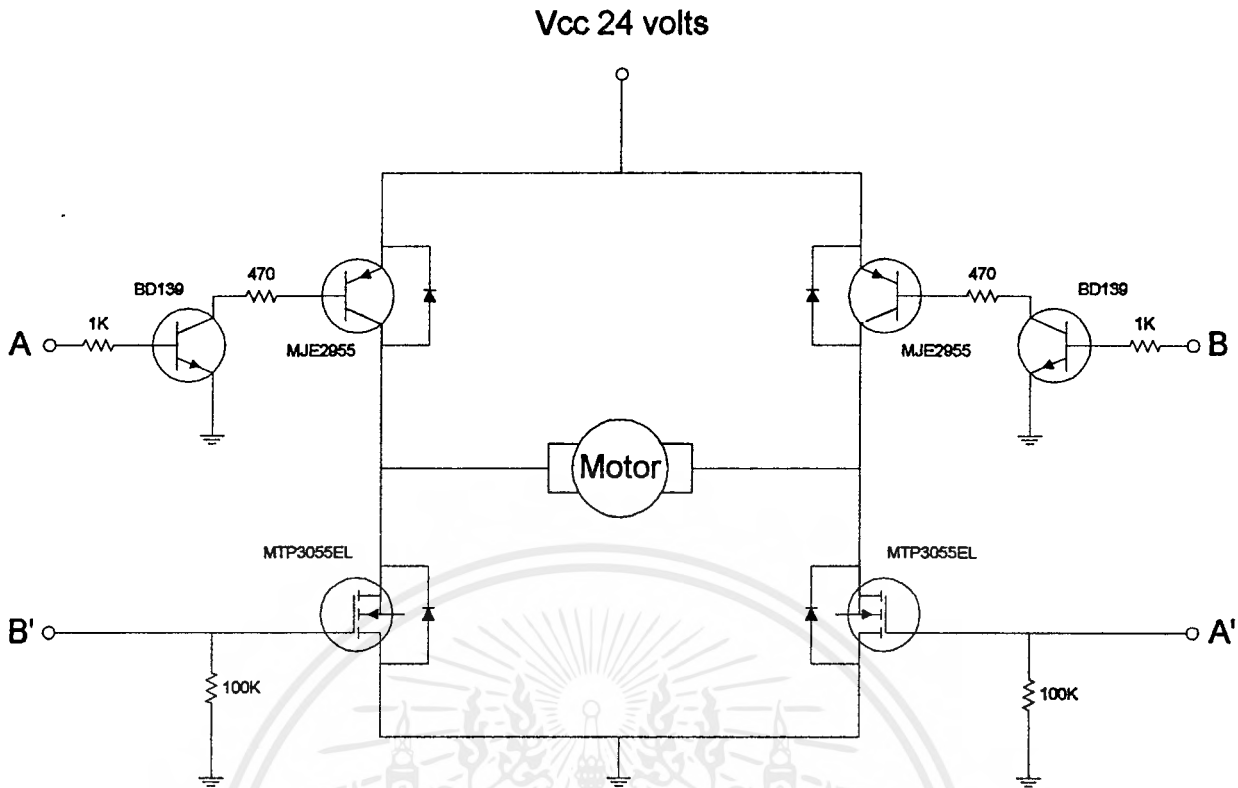 Vcc 24 volts
470
BD139
1K
A
MJE2955
470
BD139
1K
B
MJE2955
Motor
MTP3055EL
MTP3055EL
B'
A'
100K
100K